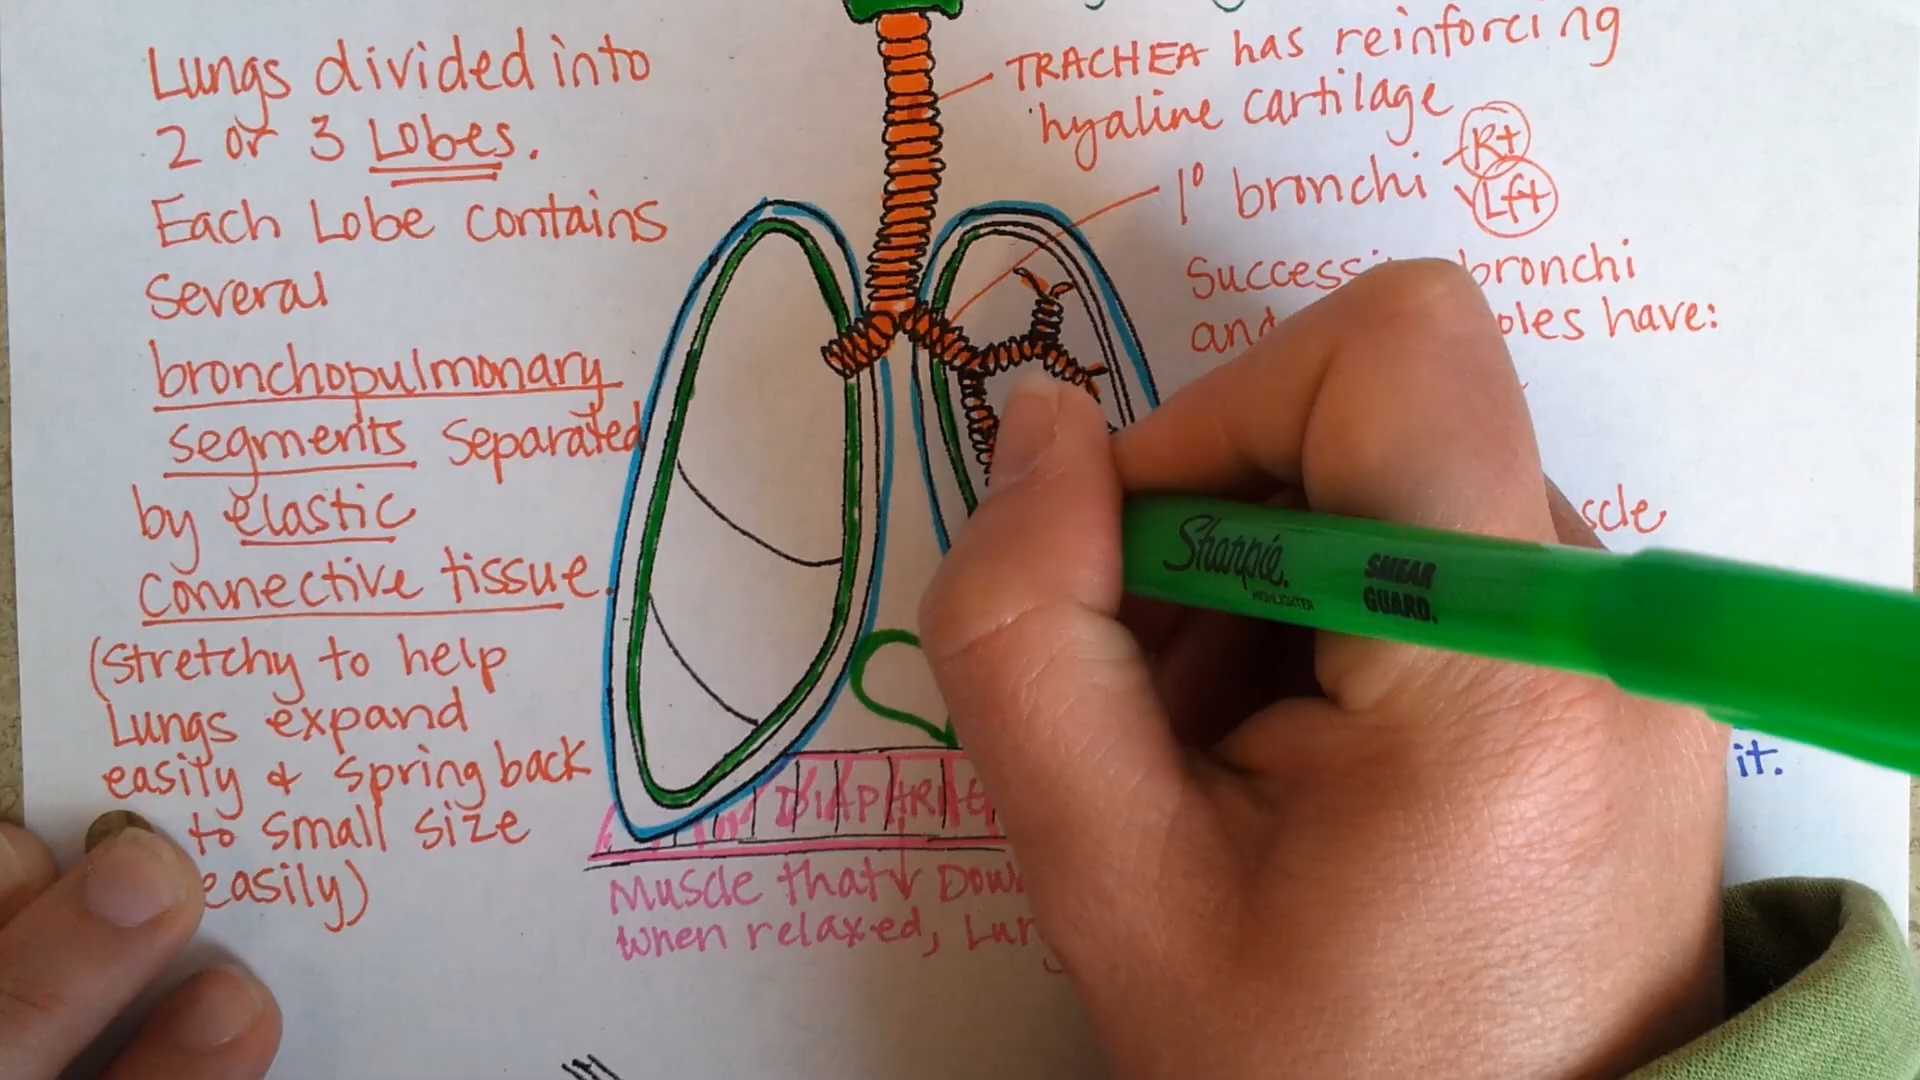 Lungs divided into
2 or 3 Lobes.
Each Lobe contains
several
bronchopulmonary
segments separated
by elastic
connective tissue.
(stretchy to help
Lungs expand
easily & spring back
to small size
easily)
TRACHEA has reinforcing
hyaline cartilage
1° bronchi
Rt
Lft
bronchi
have:
it.
Sharpie.
HIGHLIGHTER
SMEAR
GUARD.
Muscle that ↓
when relaxed,